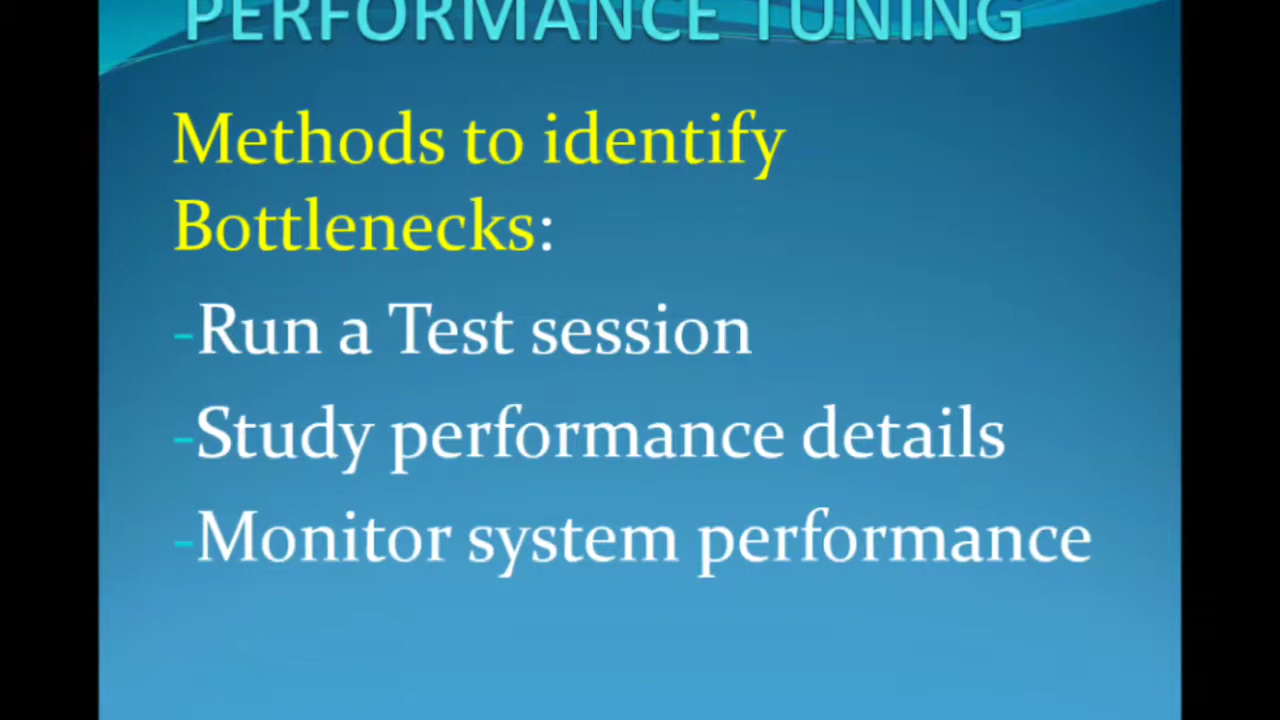 PERFORMANCE TUNING
Methods to identify
Bottlenecks:
-Run a Test session
-Study performance details
-Monitor system performance